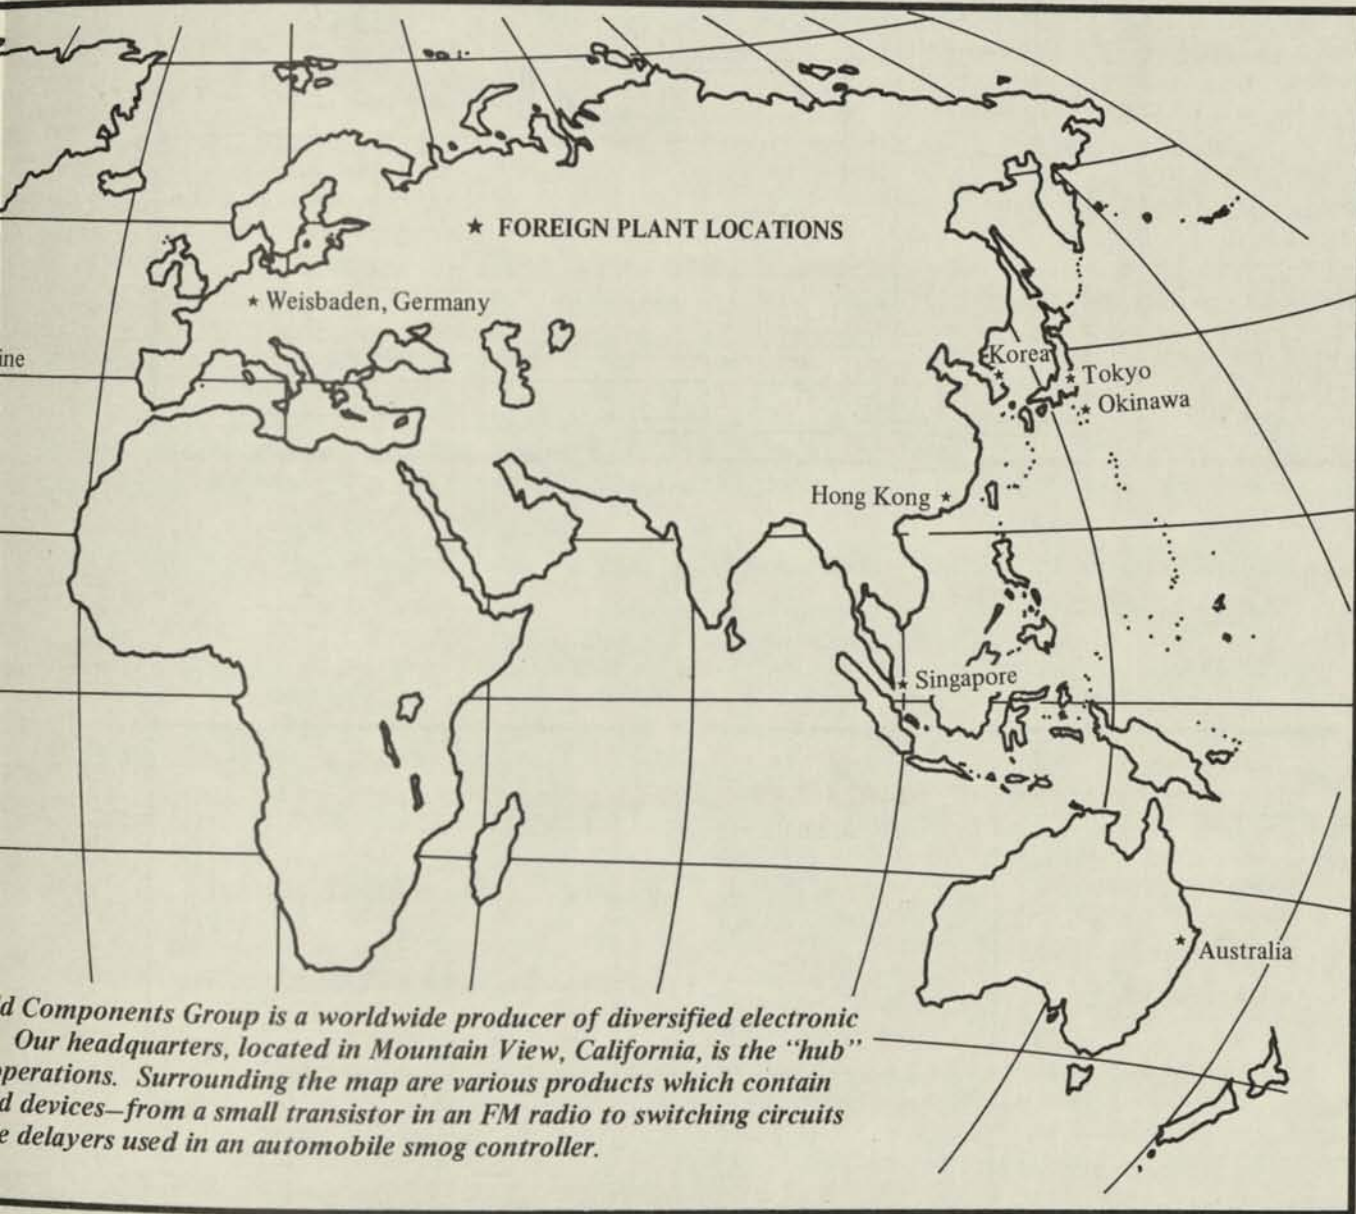 ★ FOREIGN PLANT LOCATIONS
★ Weisbaden, Germany
ine
Korea
★ Tokyo
★ Okinawa
Hong Kong ★
★ Singapore
★ Australia
d Components Group is a worldwide producer of diversified electronic
Our headquarters, located in Mountain View, California, is the “hub”
perations. Surrounding the map are various products which contain
d devices—from a small transistor in an FM radio to switching circuits
e delayers used in an automobile smog controller.